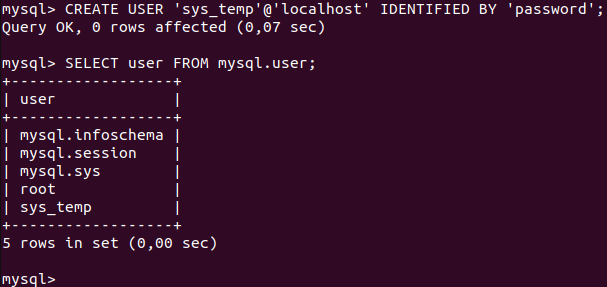 mysql> CREATE USER 'sys_temp'@'localhost' IDENTIFIED BY 'password';
Query OK, 0 rows affected (0,07 sec)

mysql> SELECT user FROM mysql.user;
+------------------+
| user             |
+------------------+
| mysql.infoschema |
| mysql.session    |
| mysql.sys        |
| root             |
| sys_temp         |
+------------------+
5 rows in set (0,00 sec)

mysql>